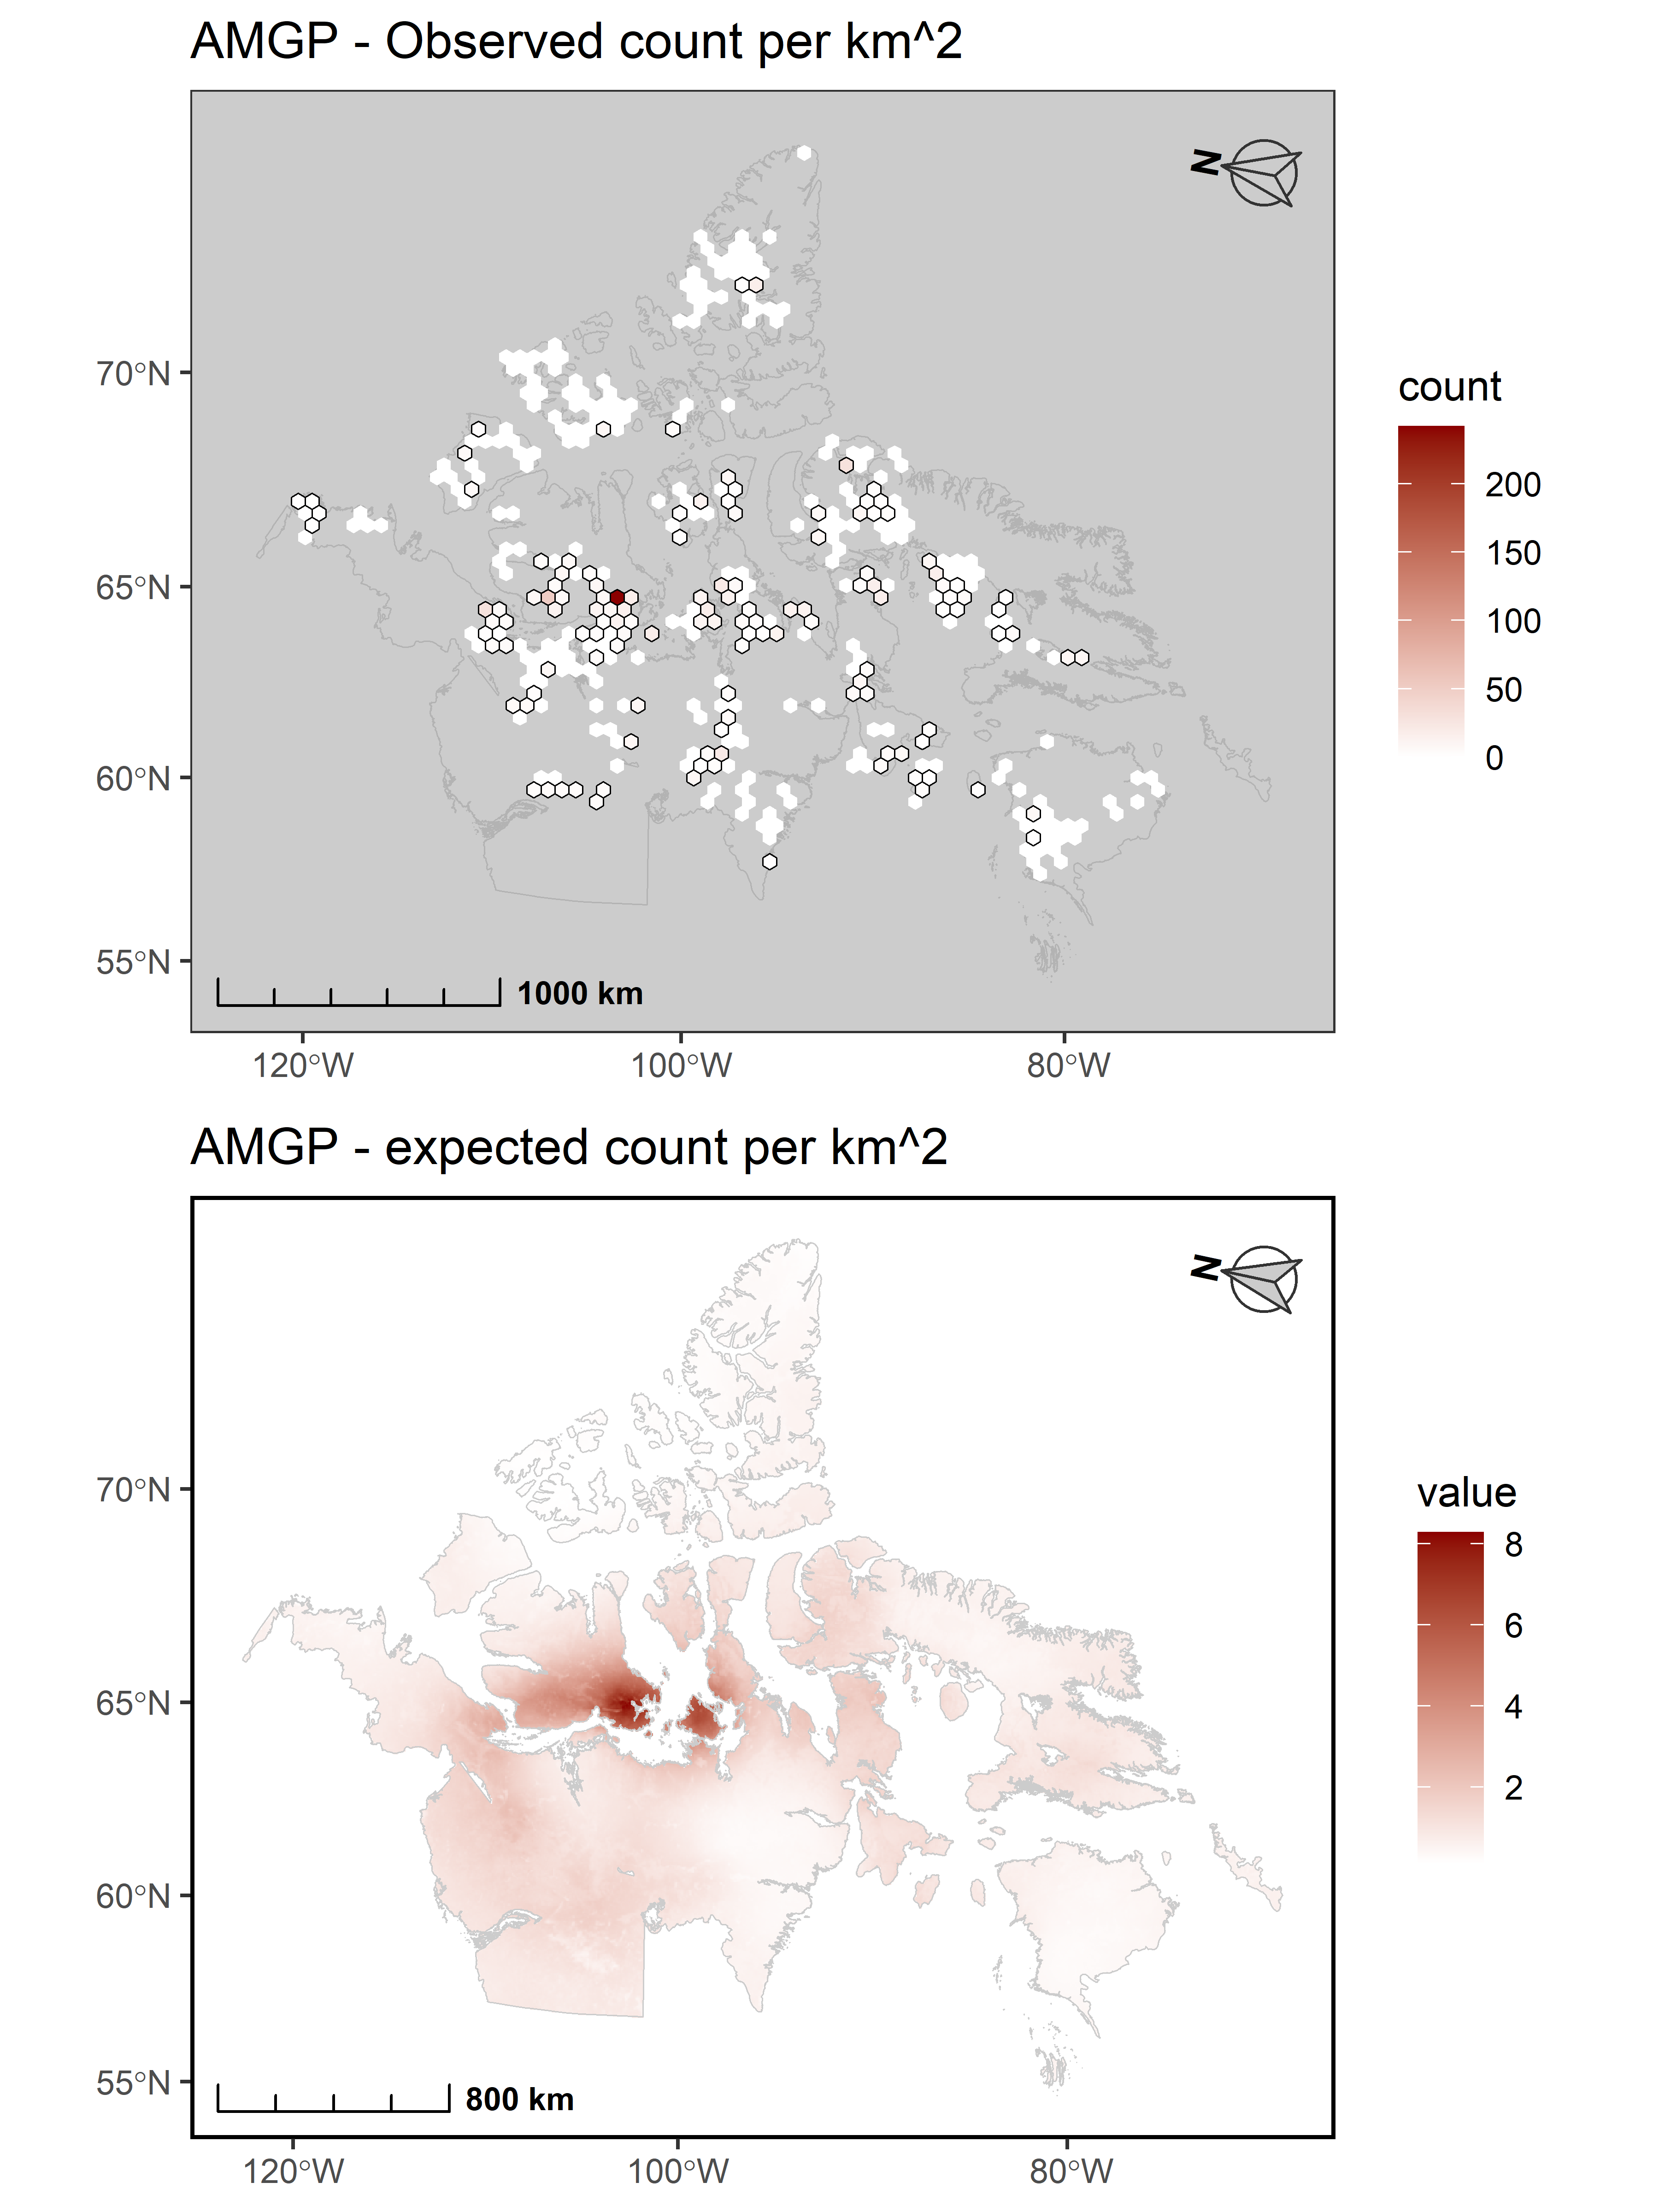 AMGP - Observed count per km^2
N
70°N
65°N
60°N
55°N
1000 km
120°W
100°W
80°W
count
200
150
100
50
0
AMGP - expected count per km^2
N
70°N
65°N
60°N
55°N
800 km
120°W
100°W
80°W
value
8
6
4
2